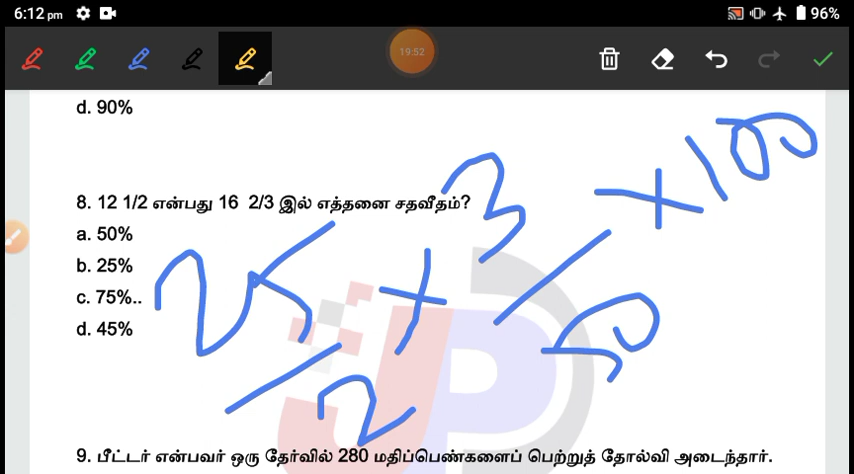 6:12 pm 96%
19:52
d. 90%
8. 12 1/2 என்பது 16 2/3 இல் எத்தனை சதவீதம்?
a. 50%
b. 25%
c. 75%..
d. 45%
25/2 × 3/50 × 100
JP
9. பீட்டர் என்பவர் ஒரு தேர்வில் 280 மதிப்பெண்களைப் பெற்றுத் தோல்வி அடைந்தார்.